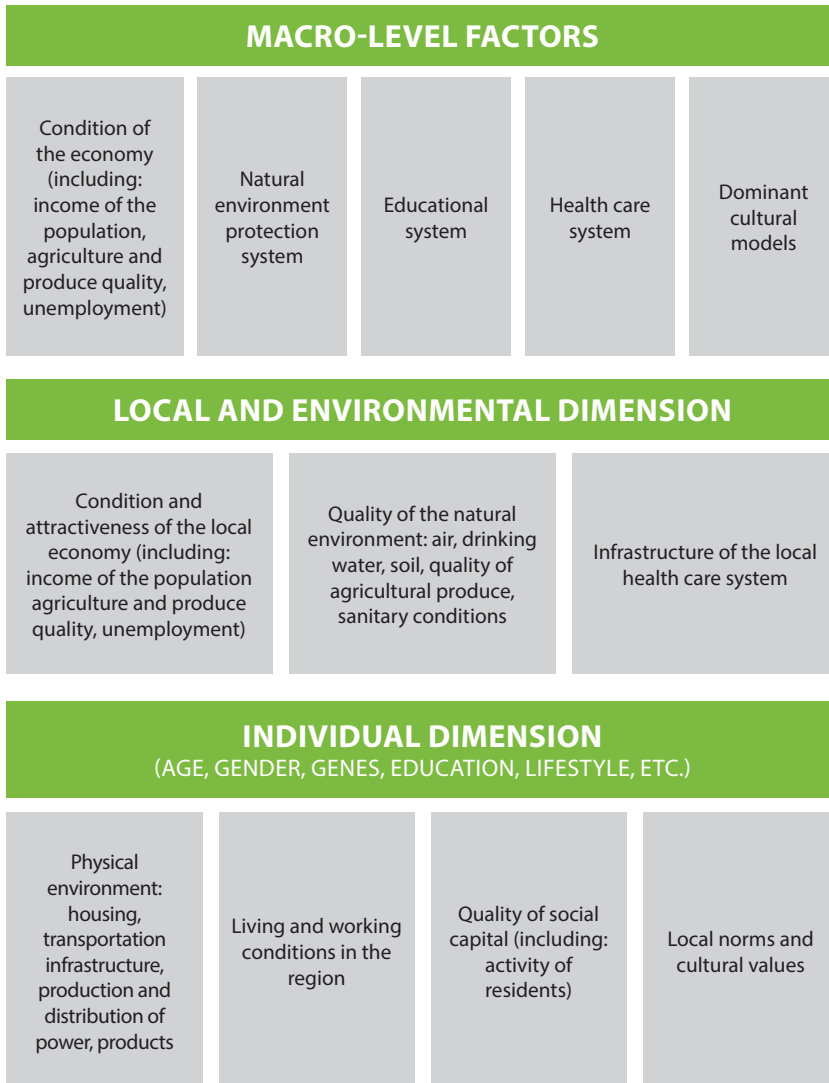 MACRO-LEVEL FACTORS
Condition of
the economy
(including:
income of the
population,
agriculture and
produce quality,
unemployment)
Natural
environment
protection
system
Educational
system
Health care
system
Dominant
cultural
models
LOCAL AND ENVIRONMENTAL DIMENSION
Condition and
attractiveness of the local
economy (including:
income of the population
agriculture and produce
quality, unemployment)
Quality of the natural
environment: air, drinking
water, soil, quality of
agricultural produce,
sanitary conditions
Infrastructure of the local
health care system
INDIVIDUAL DIMENSION
(AGE, GENDER, GENES, EDUCATION, LIFESTYLE, ETC.)
Physical
environment:
housing,
transportation
infrastructure,
production and
distribution of
power, products
Living and working
conditions in the
region
Quality of social
capital (including:
activity of
residents)
Local norms and
cultural values